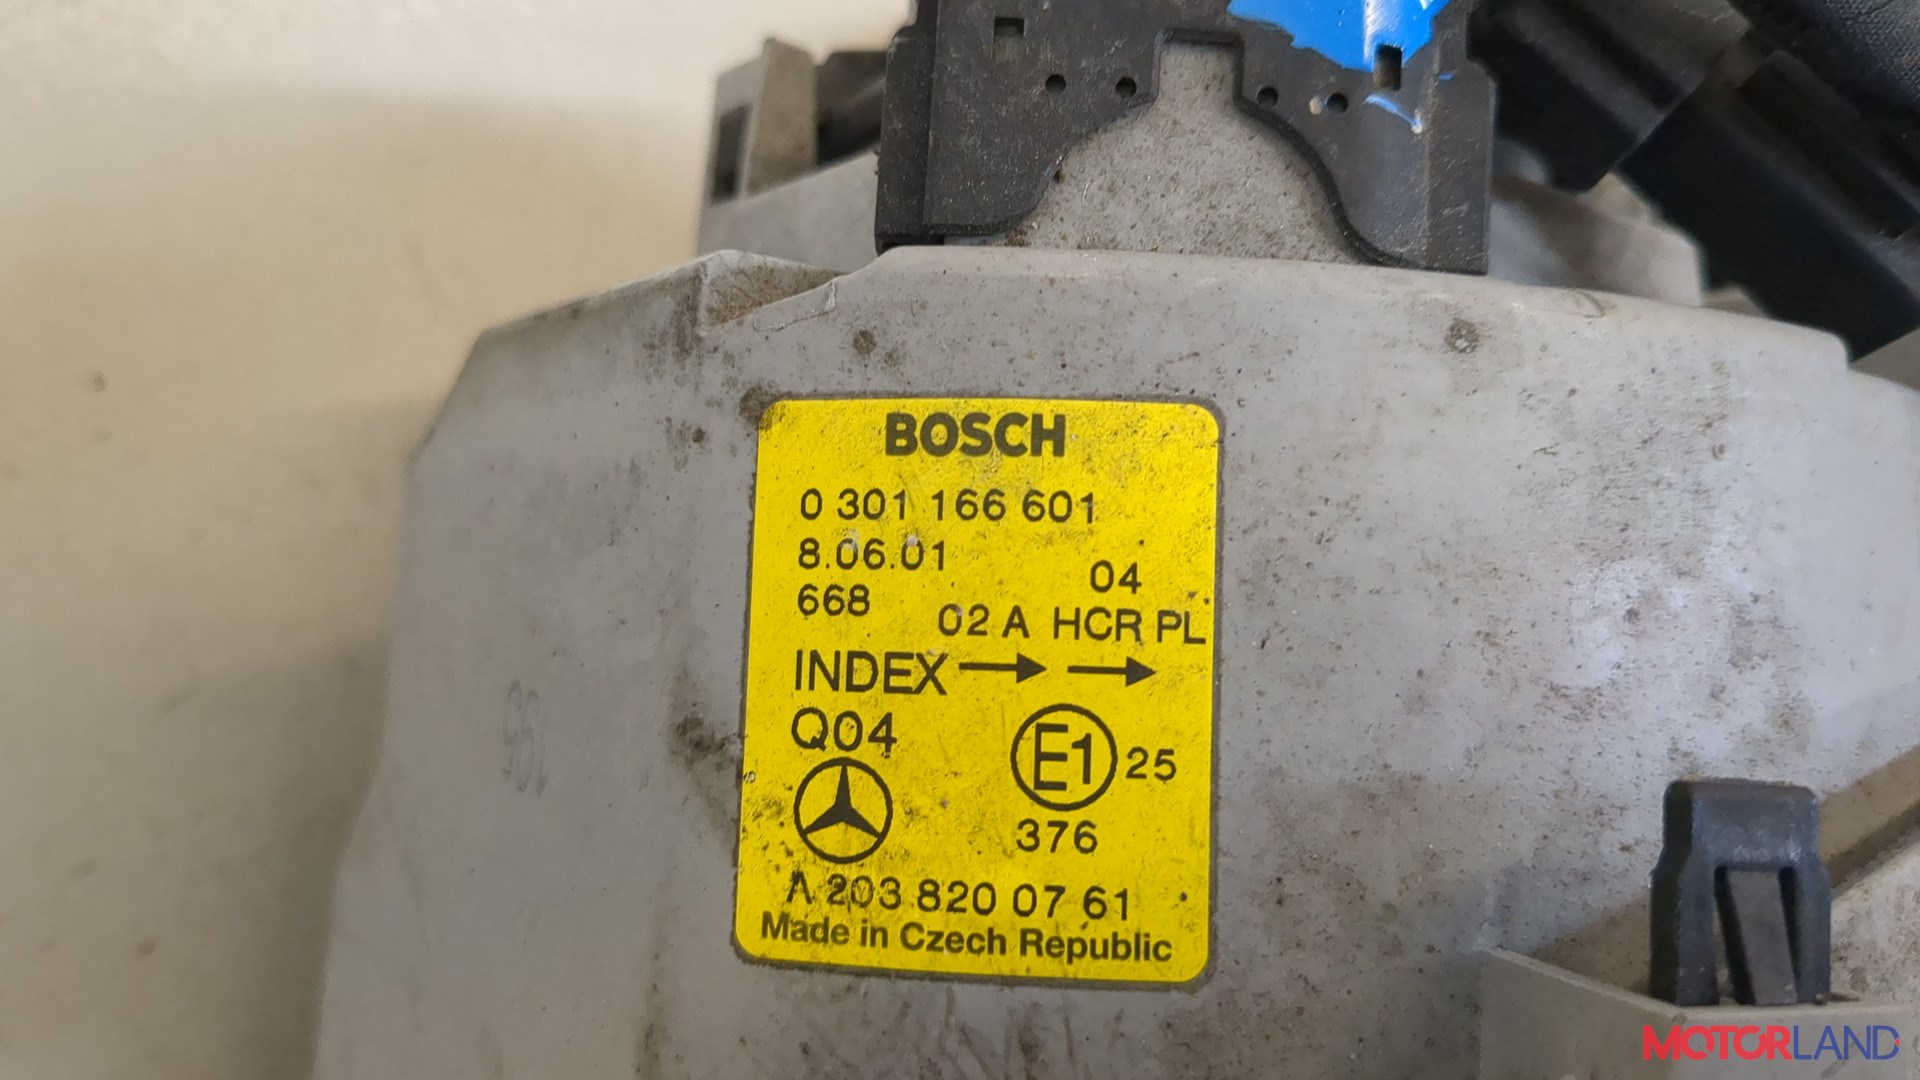 BOSCH
0 301 166 601
8.06.01
04
668
02 A HCR PL
INDEX → →
Q04
E1 25
376
A 203 820 07 61
Made in Czech Republic
MOTORLAND